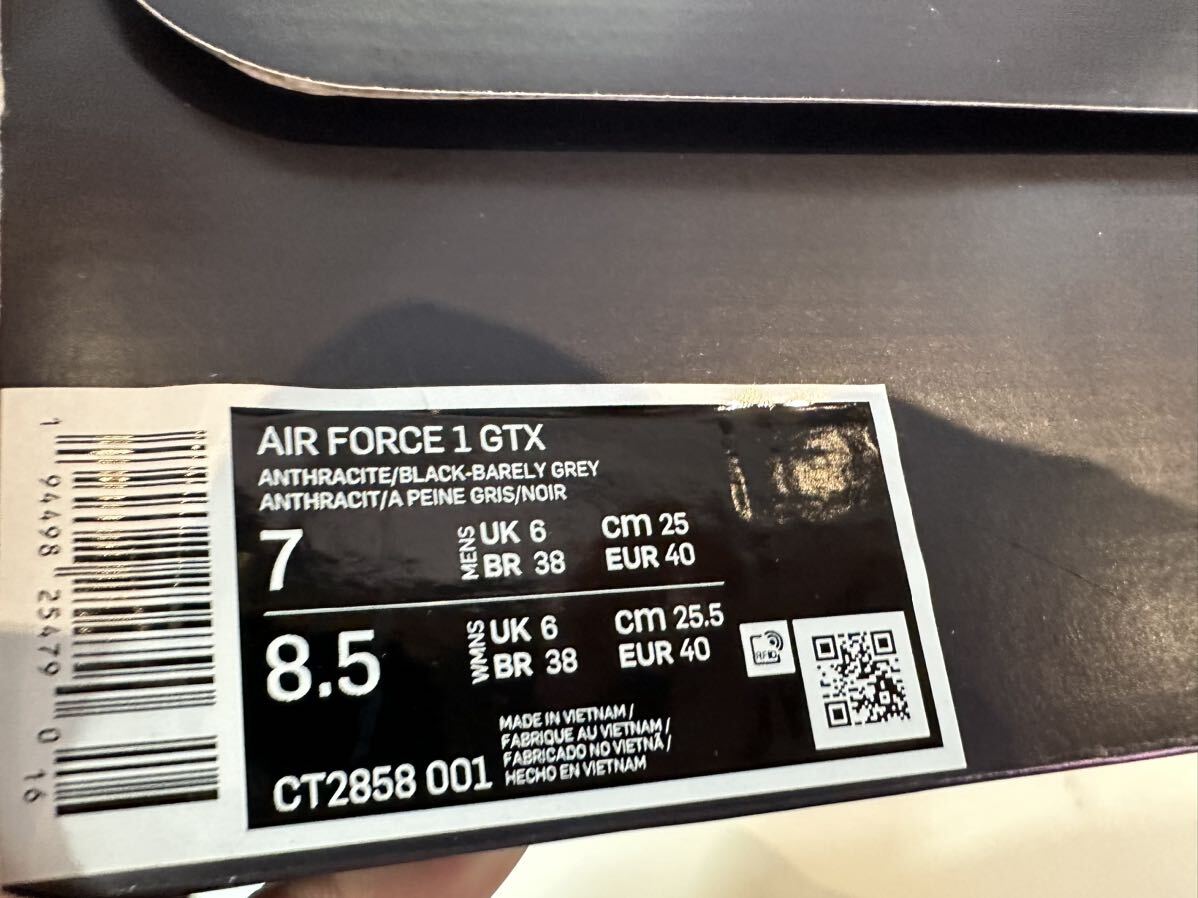 AIR FORCE 1 GTX
ANTHRACITE/BLACK-BARELY GREY
ANTHRACIT/A PEINE GRIS/NOIR
7 MENS UK 6 cm 25
BR 38 EUR 40
8.5 WMNS UK 6 cm 25.5
BR 38 EUR 40
RFID
MADE IN VIETNAM /
FABRIQUE AU VIETNAM /
FABRICADO NO VIETNÃ /
HECHO EN VIETNAM
CT2858 001
1 94498 25479 0 16